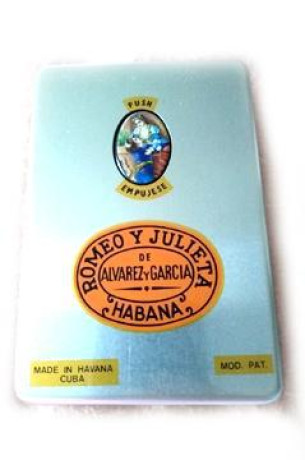 PUSH
EMPUJESE
ROMEO Y JULIETA
DE
ALVAREZ Y GARCIA
HABANA
MADE IN HAVANA
CUBA
MOD. PAT.